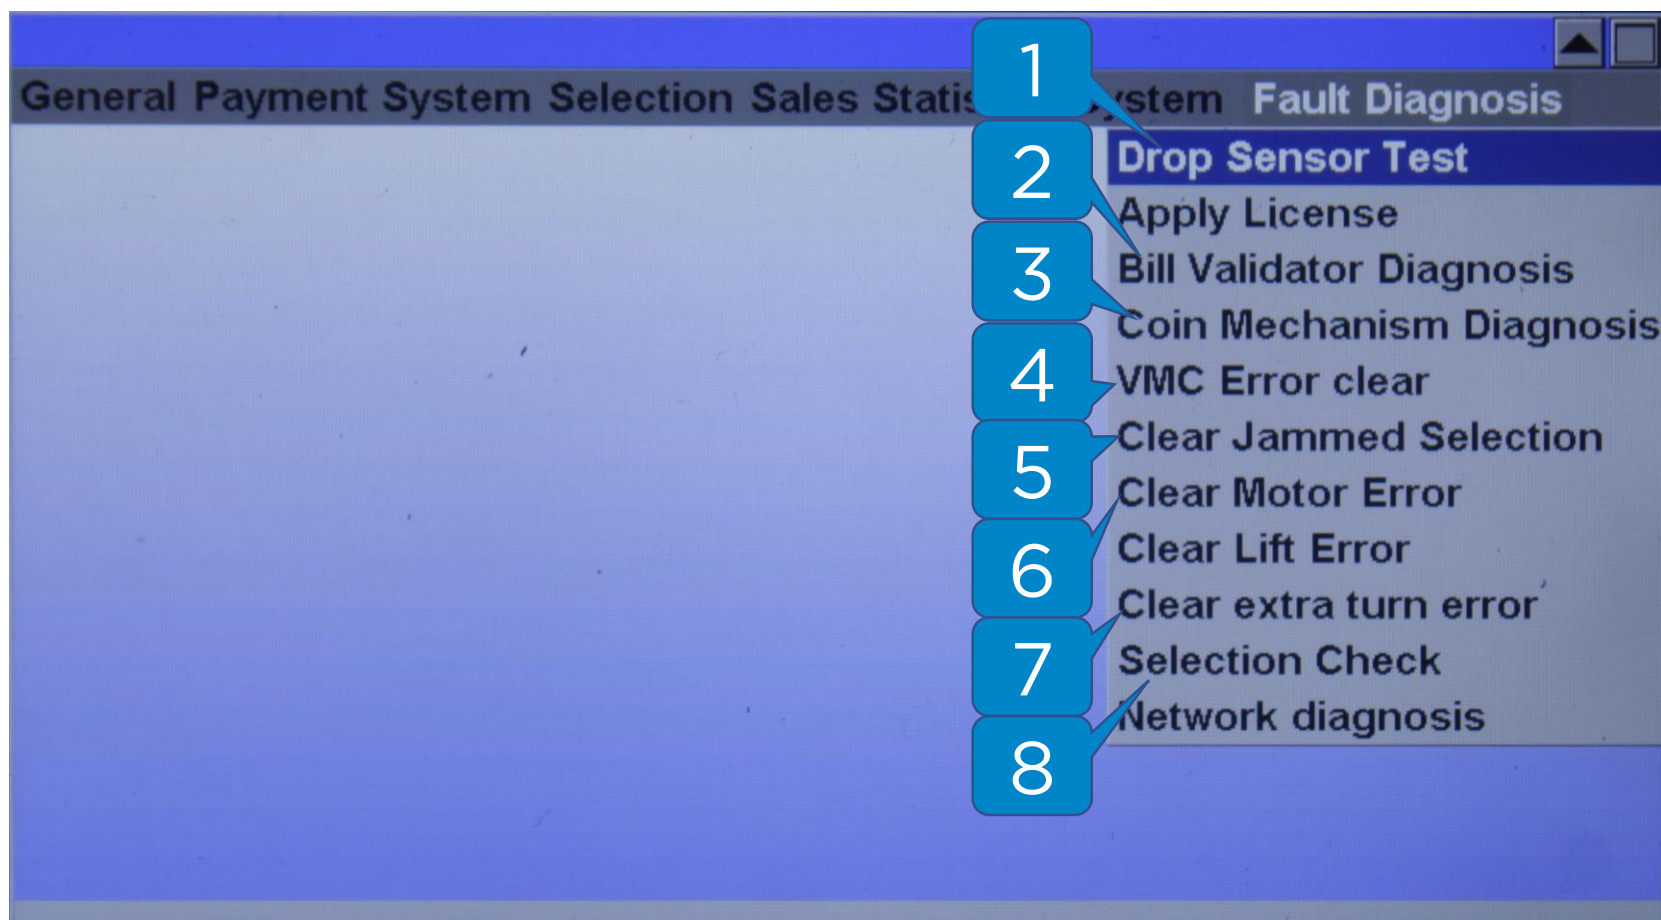 General Payment System Selection Sales Statis ystem Fault Diagnosis
1
Drop Sensor Test
2
Apply License
Bill Validator Diagnosis
3
Coin Mechanism Diagnosis
4
VMC Error clear
5
Clear Jammed Selection
6
Clear Motor Error
Clear Lift Error
7
Clear extra turn error
8
Selection Check
Network diagnosis